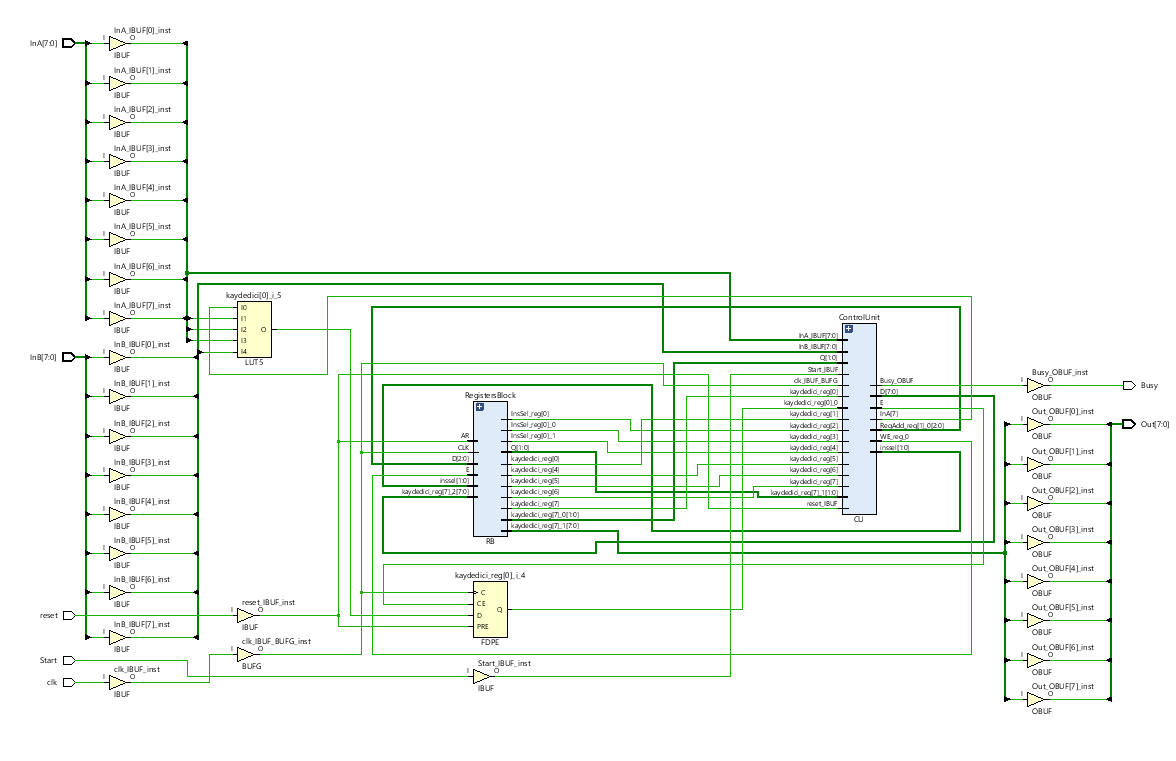 InA[7:0]
InA_IBUF[0]_inst
I
O
IBUF
InA_IBUF[1]_inst
I
O
IBUF
InA_IBUF[2]_inst
I
O
IBUF
InA_IBUF[3]_inst
I
O
IBUF
InA_IBUF[4]_inst
I
O
IBUF
InA_IBUF[5]_inst
I
O
IBUF
InA_IBUF[6]_inst
I
O
IBUF
InA_IBUF[7]_inst
I
O
IBUF
InB[7:0]
InB_IBUF[0]_inst
I
O
IBUF
InB_IBUF[1]_inst
I
O
IBUF
InB_IBUF[2]_inst
I
O
IBUF
InB_IBUF[3]_inst
I
O
IBUF
InB_IBUF[4]_inst
I
O
IBUF
InB_IBUF[5]_inst
I
O
IBUF
InB_IBUF[6]_inst
I
O
IBUF
InB_IBUF[7]_inst
I
O
IBUF
reset
Start
clk
clk_IBUF_inst
I
O
IBUF
reset_IBUF_inst
I
O
IBUF
clk_IBUF_BUFG_inst
I
O
BUFG
kaydedici[0]_i_5
I0
I1
I2
I3
I4
O
LUT5
RegistersBlock
AR
CLK
D[2:0]
E
inssel[1:0]
kaydedici_reg[7]_2[7:0]
InsSel_reg[0]
InsSel_reg[0]_0
InsSel_reg[0]_1
Q[1:0]
kaydedici_reg[0]
kaydedici_reg[4]
kaydedici_reg[5]
kaydedici_reg[6]
kaydedici_reg[7]
kaydedici_reg[7]_0[1:0]
kaydedici_reg[7]_1[7:0]
RB
kaydedici_reg[0]_i_4
C
CE
D
PRE
Q
FDPE
Start_IBUF_inst
I
O
IBUF
ControlUnit
InA_IBUF[7:0]
InB_IBUF[7:0]
Q[1:0]
Start_IBUF
clk_IBUF_BUFG
kaydedici_reg[0]
kaydedici_reg[0]_0
kaydedici_reg[1]
kaydedici_reg[2]
kaydedici_reg[3]
kaydedici_reg[4]
kaydedici_reg[5]
kaydedici_reg[6]
kaydedici_reg[7]
kaydedici_reg[7]_1[1:0]
reset_IBUF
Busy_OBUF
D[7:0]
E
InA[7]
RegAdd_reg[1]_0[2:0]
WE_reg_0
inssel[1:0]
CU
Busy_OBUF_inst
I
O
OBUF
Busy
Out_OBUF[0]_inst
I
O
OBUF
Out[7:0]
Out_OBUF[1]_inst
I
O
OBUF
Out_OBUF[2]_inst
I
O
OBUF
Out_OBUF[3]_inst
I
O
OBUF
Out_OBUF[4]_inst
I
O
OBUF
Out_OBUF[5]_inst
I
O
OBUF
Out_OBUF[6]_inst
I
O
OBUF
Out_OBUF[7]_inst
I
O
OBUF